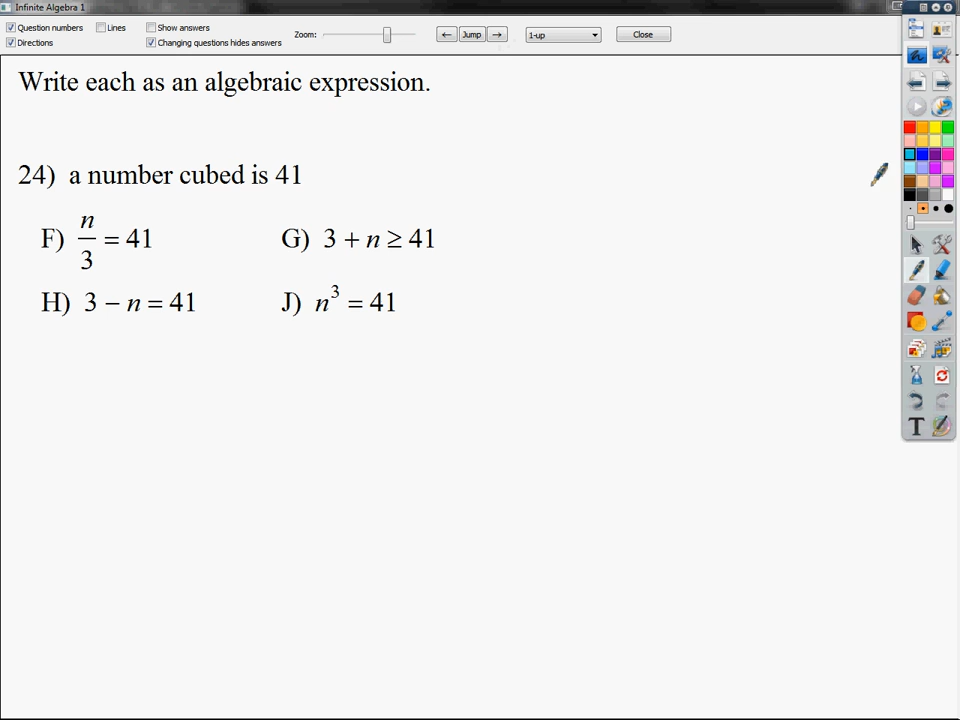 Infinite Algebra 1
Question numbers Lines Show answers
Directions Changing questions hides answers
Zoom: ← Jump → 1-up Close
Write each as an algebraic expression.
24) a number cubed is 41
F) n/3 = 41 G) 3 + n ≥ 41
H) 3 − n = 41 J) n³ = 41
T